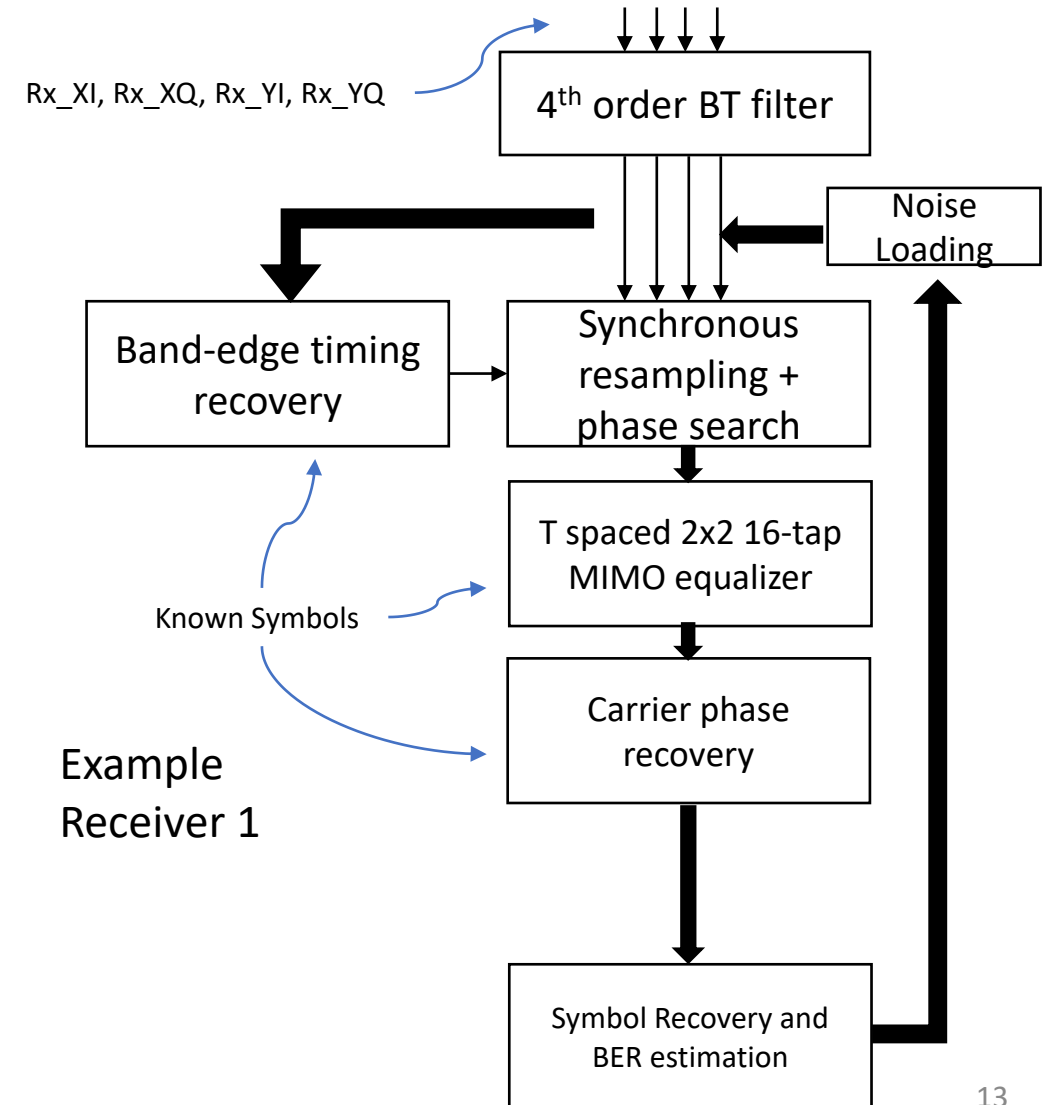 Rx_XI, Rx_XQ, Rx_YI, Rx_YQ
4th order BT filter
Noise
Loading
Band-edge timing
recovery
Synchronous
resampling +
phase search
T spaced 2x2 16-tap
MIMO equalizer
Known Symbols
Carrier phase
recovery
Example
Receiver 1
Symbol Recovery and
BER estimation
13